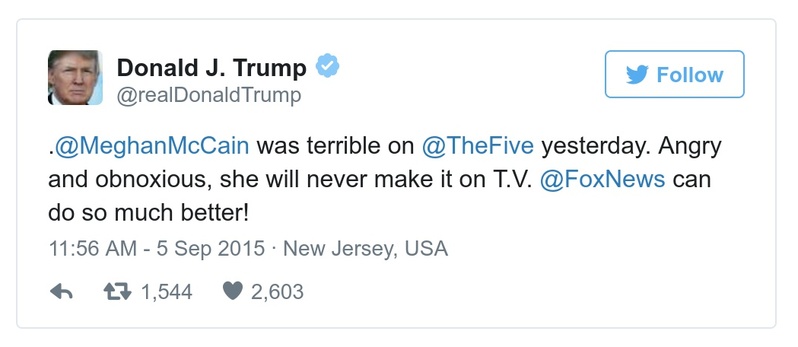 Donald J. Trump
@realDonaldTrump
Follow
.@MeghanMcCain was terrible on @TheFive yesterday. Angry
and obnoxious, she will never make it on T.V. @FoxNews can
do so much better!
11:56 AM - 5 Sep 2015 · New Jersey, USA
1,544 2,603